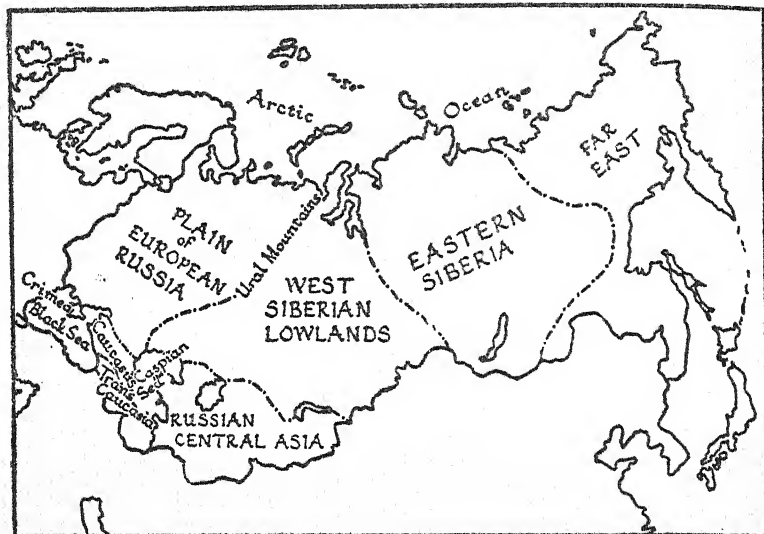 Arctic
Ocean
FAR
EAST
PLAIN
of
EUROPEAN
RUSSIA
Ural Mountains
WEST
SIBERIAN
LOWLANDS
EASTERN
SIBERIA
Crimea
Black Sea
Caucasus
Caspian
Sea
Trans
Caucasia
RUSSIAN
CENTRAL ASIA